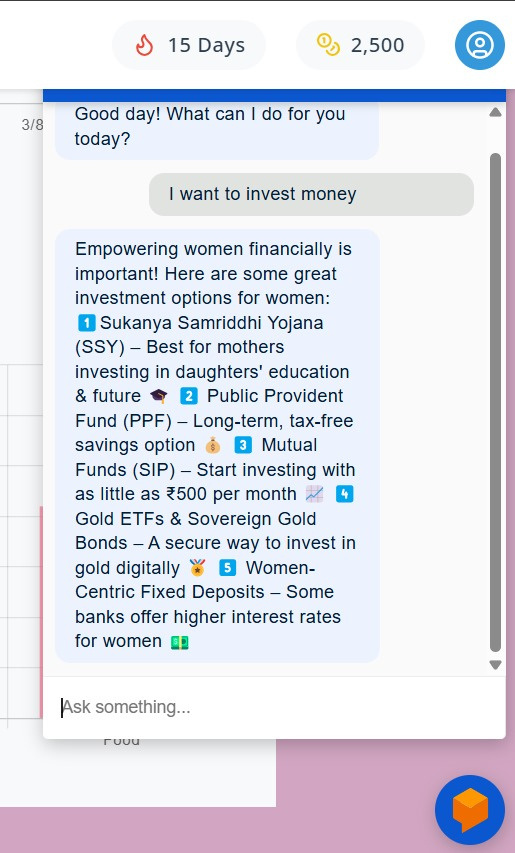 15 Days
2,500
3/8
Good day! What can I do for you
today?
I want to invest money
Empowering women financially is
important! Here are some great
investment options for women:
1️⃣ Sukanya Samriddhi Yojana
(SSY) – Best for mothers
investing in daughters' education
& future 🎓 2️⃣ Public Provident
Fund (PPF) – Long-term, tax-free
savings option 💰 3️⃣ Mutual
Funds (SIP) – Start investing with
as little as ₹500 per month 📈 4️⃣
Gold ETFs & Sovereign Gold
Bonds – A secure way to invest in
gold digitally 🏅 5️⃣ Women-
Centric Fixed Deposits – Some
banks offer higher interest rates
for women 💵
Ask something...
Food